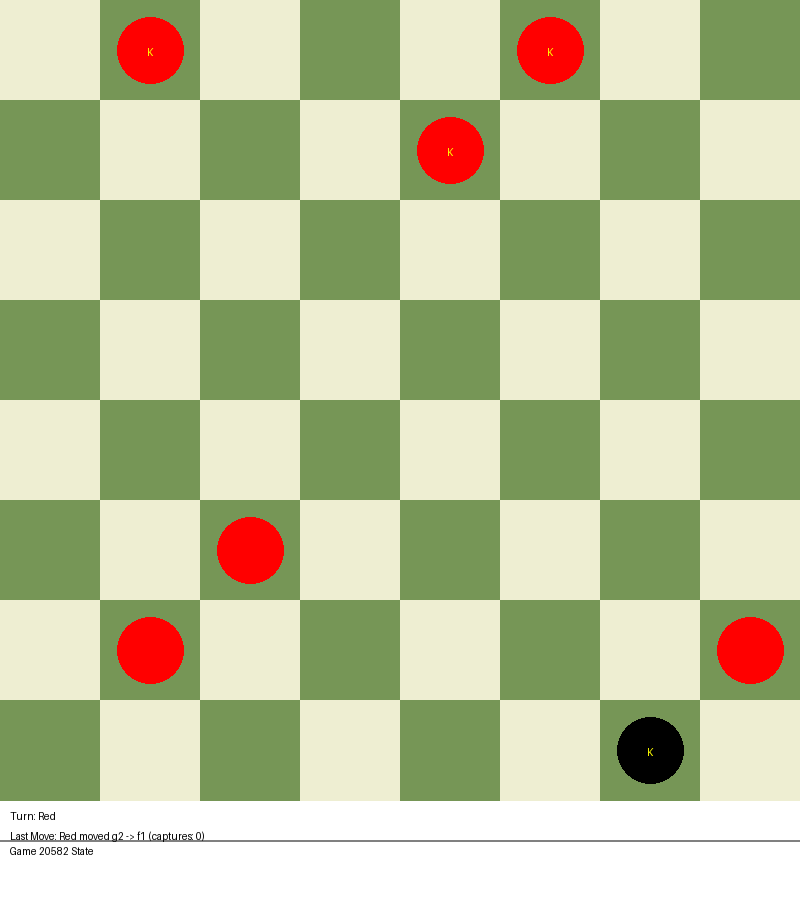 K K
K
K
Turn: Red
Last Move: Red moved g2 -> f1 (captures: 0)
Game 20582 State